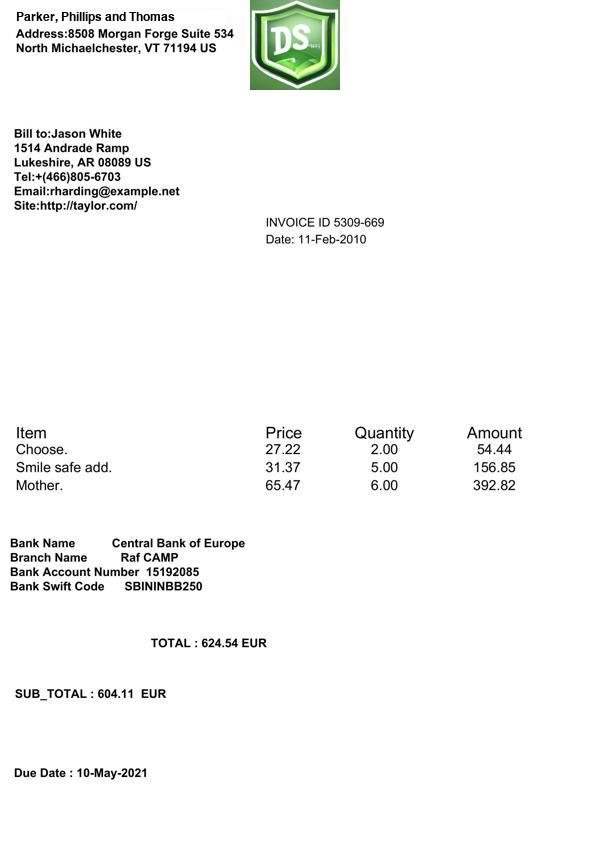 Parker, Phillips and Thomas
Address:8508 Morgan Forge Suite 534
North Michaelchester, VT 71194 US
DS
Bill to:Jason White
1514 Andrade Ramp
Lukeshire, AR 08089 US
Tel:+(466)805-6703
Email:rharding@example.net
Site:http://taylor.com/
INVOICE ID 5309-669
Date: 11-Feb-2010
Item Price Quantity Amount
Choose. 27.22 2.00 54.44
Smile safe add. 31.37 5.00 156.85
Mother. 65.47 6.00 392.82
Bank Name Central Bank of Europe
Branch Name Raf CAMP
Bank Account Number 15192085
Bank Swift Code SBININBB250
TOTAL : 624.54 EUR
SUB_TOTAL : 604.11 EUR
Due Date : 10-May-2021